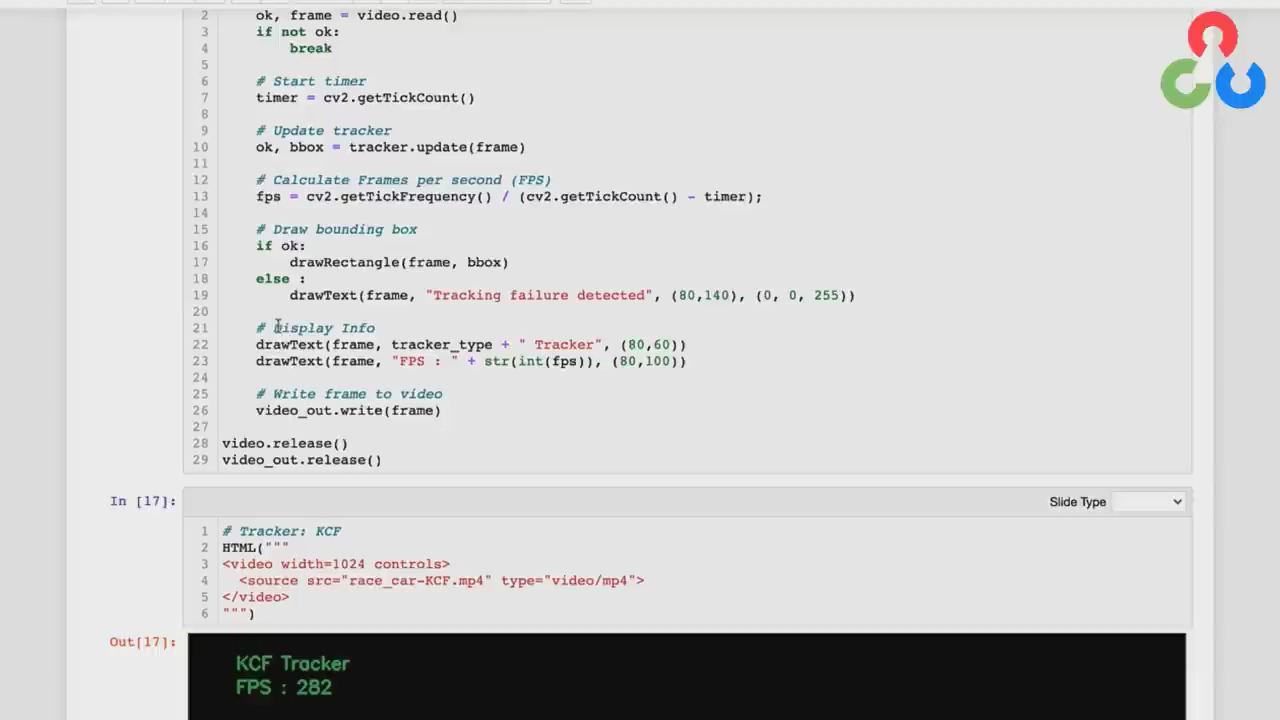 2 ok, frame = video.read()
3 if not ok:
4 break
5
6 # Start timer
7 timer = cv2.getTickCount()
8
9 # Update tracker
10 ok, bbox = tracker.update(frame)
11
12 # Calculate Frames per second (FPS)
13 fps = cv2.getTickFrequency() / (cv2.getTickCount() - timer);
14
15 # Draw bounding box
16 if ok:
17 drawRectangle(frame, bbox)
18 else :
19 drawText(frame, "Tracking failure detected", (80,140), (0, 0, 255))
20
21 # Display Info
22 drawText(frame, tracker_type + " Tracker", (80,60))
23 drawText(frame, "FPS : " + str(int(fps)), (80,100))
24
25 # Write frame to video
26 video_out.write(frame)
27
28 video.release()
29 video_out.release()
In [17]:
Slide Type
1 # Tracker: KCF
2 HTML("""
3 <video width=1024 controls>
4 <source src="race_car-KCF.mp4" type="video/mp4">
5 </video>
6 """)
Out[17]:
KCF Tracker
FPS : 282